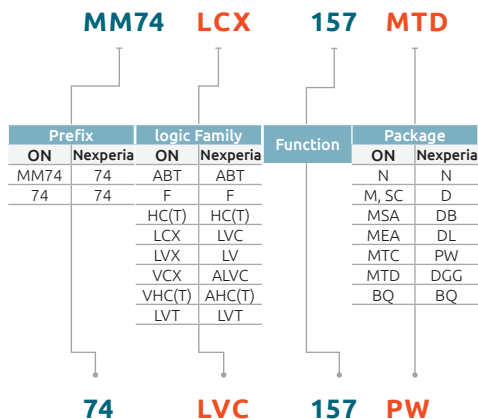 MM74 LCX 157 MTD
Prefix logic Family Function Package
ON Nexperia ON Nexperia ON Nexperia
MM74 74 ABT ABT N N
74 74 F F M, SC D
HC(T) HC(T) MSA DB
LCX LVC MEA DL
LVX LV MTC PW
VCX ALVC MTD DGG
VHC(T) AHC(T) BQ BQ
LVT LVT
74 LVC 157 PW